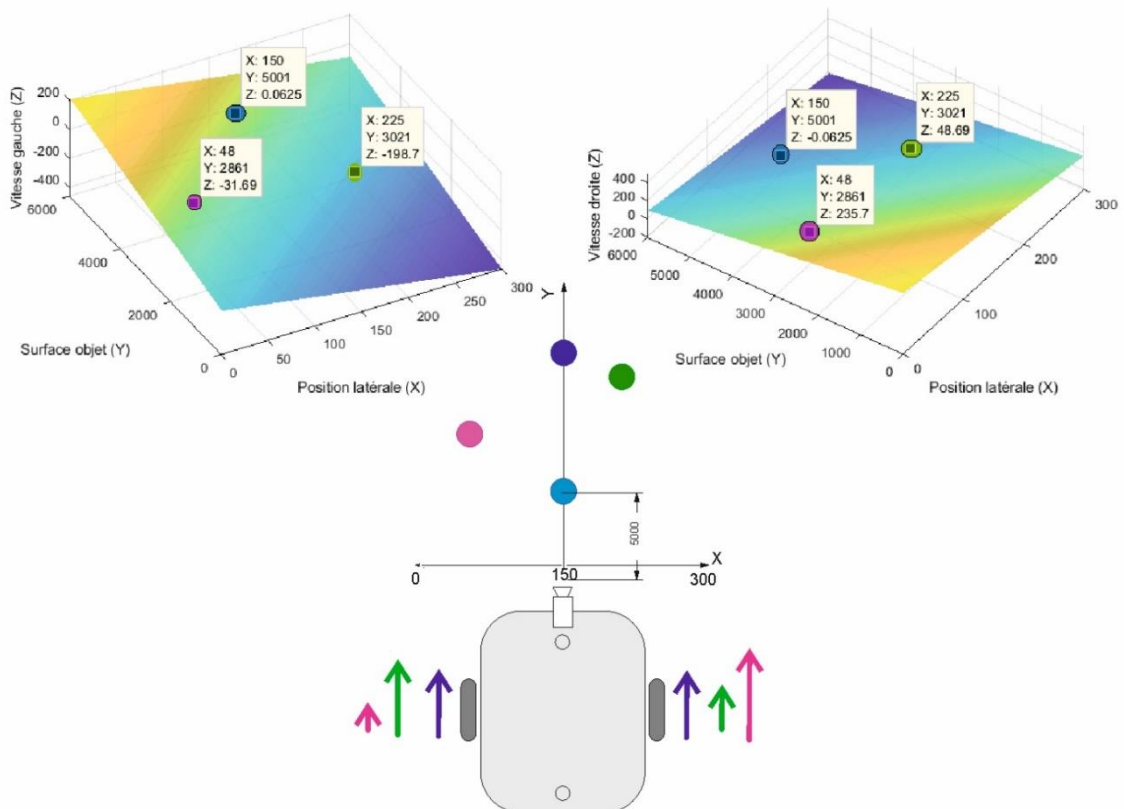 X: 150
Y: 5001
Z: 0.0625
X: 225
Y: 3021
Z: -198.7
X: 48
Y: 2861
Z: -31.69
Vitesse gauche (Z)
200
0
-200
-400
6000
4000
2000
0
Surface objet (Y)
0
50
100
150
200
250
300
Position latérale (X)
X: 150
Y: 5001
Z: -0.0625
X: 225
Y: 3021
Z: 48.69
X: 48
Y: 2861
Z: 235.7
Vitesse droite (Z)
400
200
0
-200
6000
5000
4000
3000
2000
1000
0
Surface objet (Y)
0
100
200
300
Position latérale (X)
Y
5000
X
0
150
300